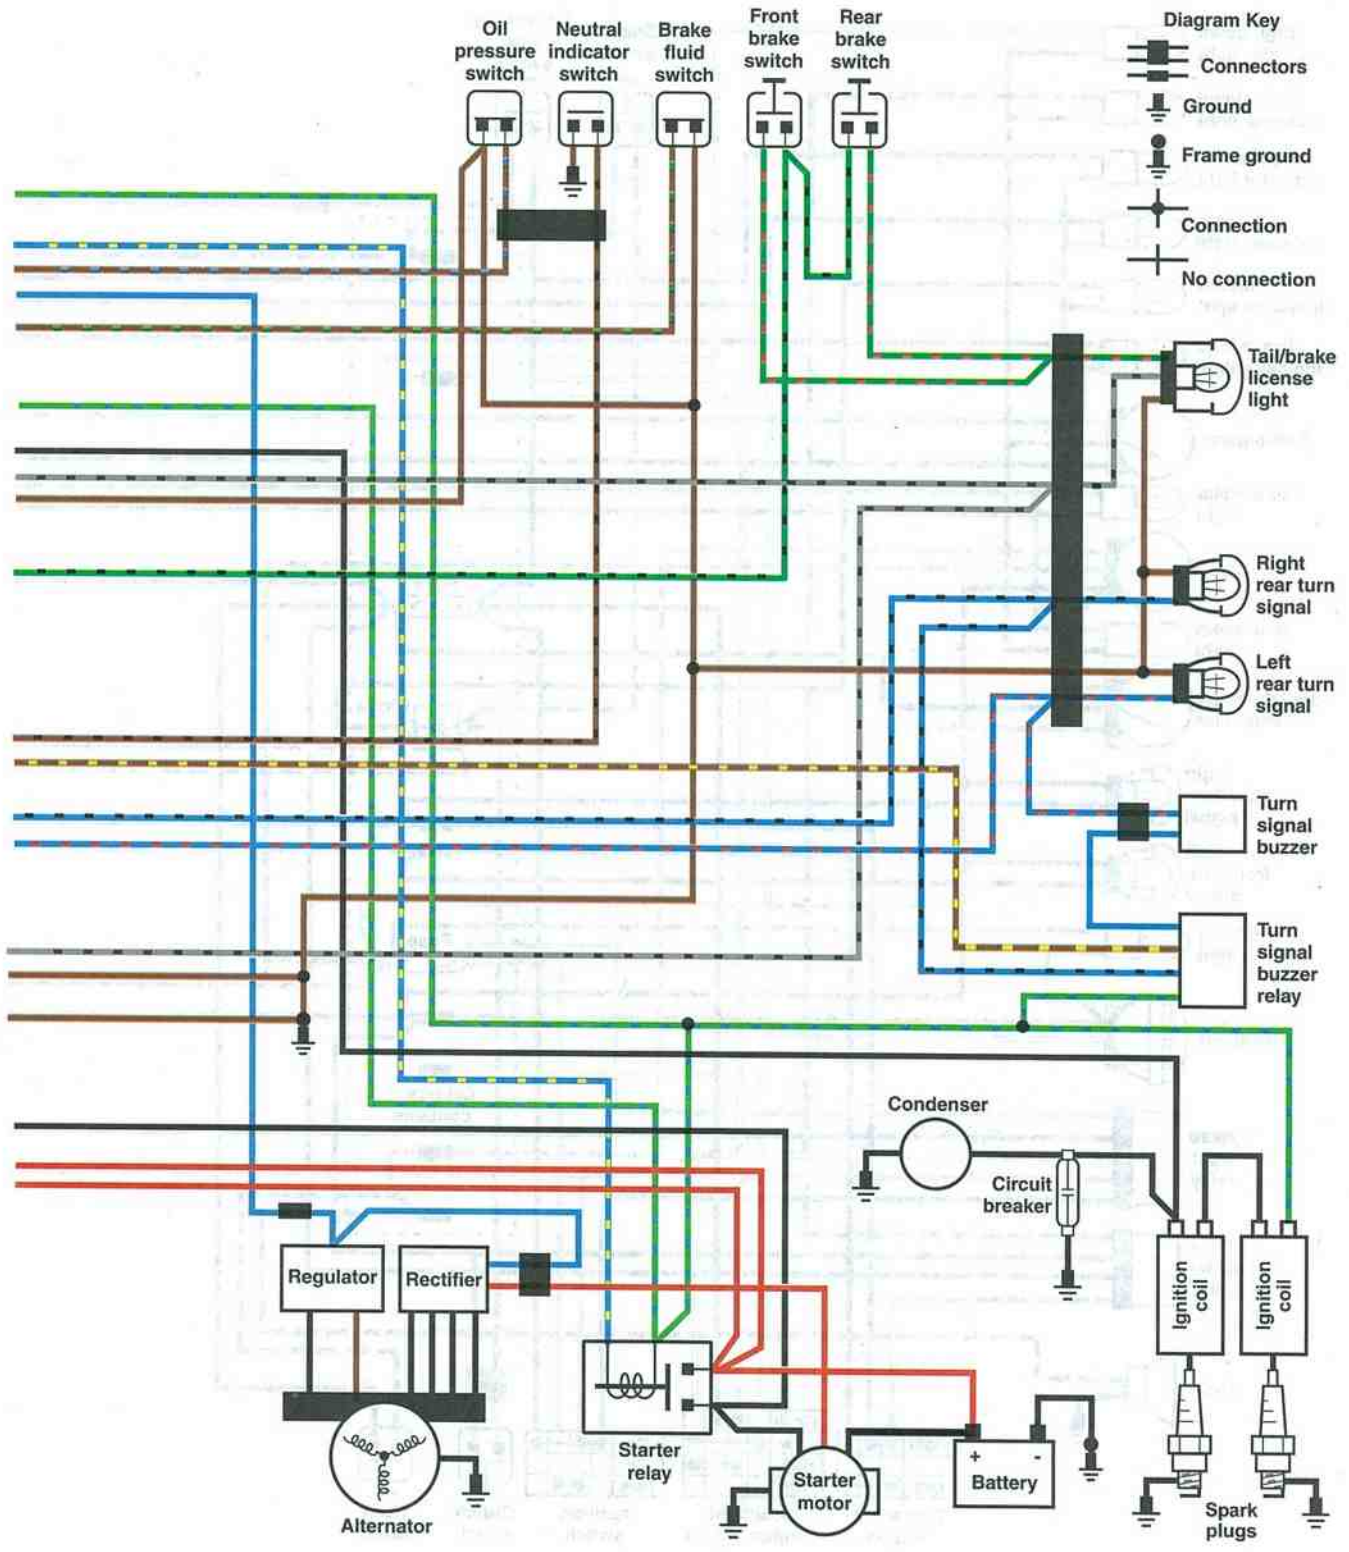 Oil
pressure
switch
Neutral
indicator
switch
Brake
fluid
switch
Front
brake
switch
Rear
brake
switch
Diagram Key
Connectors
Ground
Frame ground
Connection
No connection
Tail/brake
license
light
Right
rear turn
signal
Left
rear turn
signal
Turn
signal
buzzer
Turn
signal
buzzer
relay
Condenser
Circuit
breaker
Ignition
coil
Ignition
coil
Regulator
Rectifier
Starter
relay
Starter
motor
+ -
Battery
Alternator
Spark
plugs